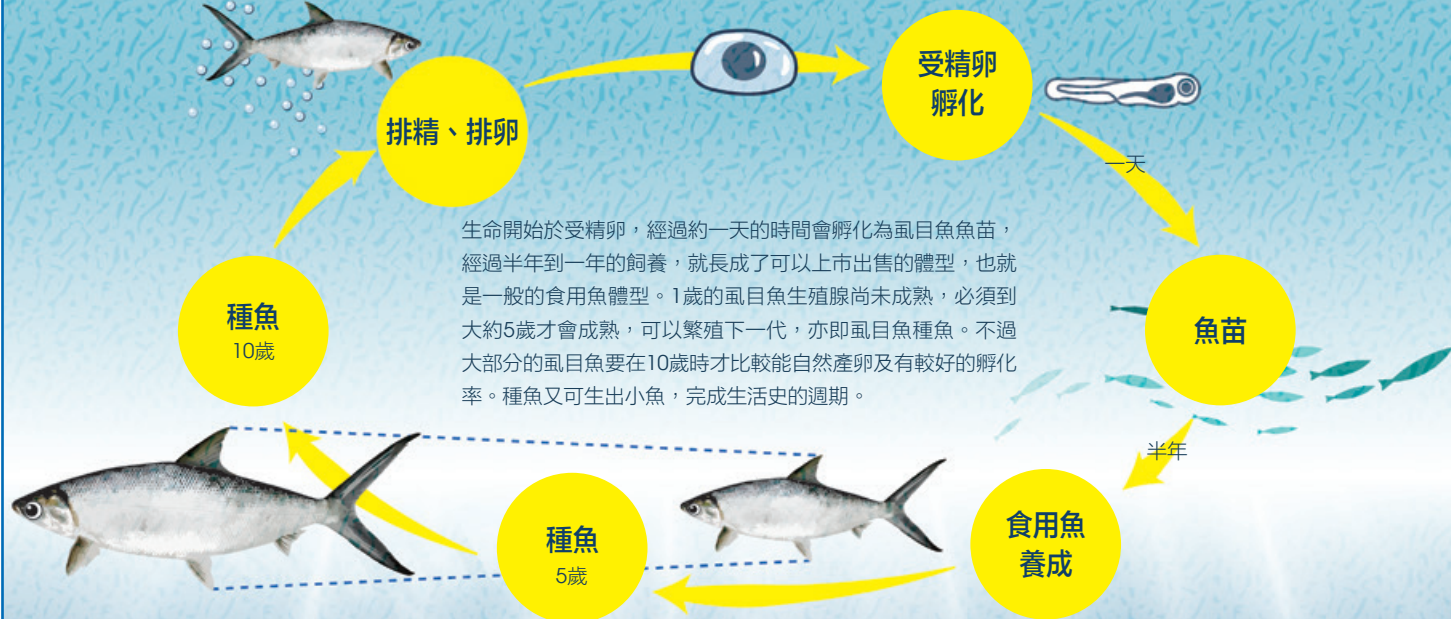 排精、排卵
受精卵
孵化
一天
魚苗
半年
食用魚
養成
種魚
5歲
種魚
10歲
生命開始於受精卵，經過約一天的時間會孵化為虱目魚魚苗，
經過半年到一年的飼養，就長成了可以上市出售的體型，也就
是一般的食用魚體型。1歲的虱目魚生殖腺尚未成熟，必須到
大約5歲才會成熟，可以繁殖下一代，亦即虱目魚種魚。不過
大部分的虱目魚要在10歲時才比較能自然產卵及有較好的孵化
率。種魚又可生出小魚，完成生活史的週期。